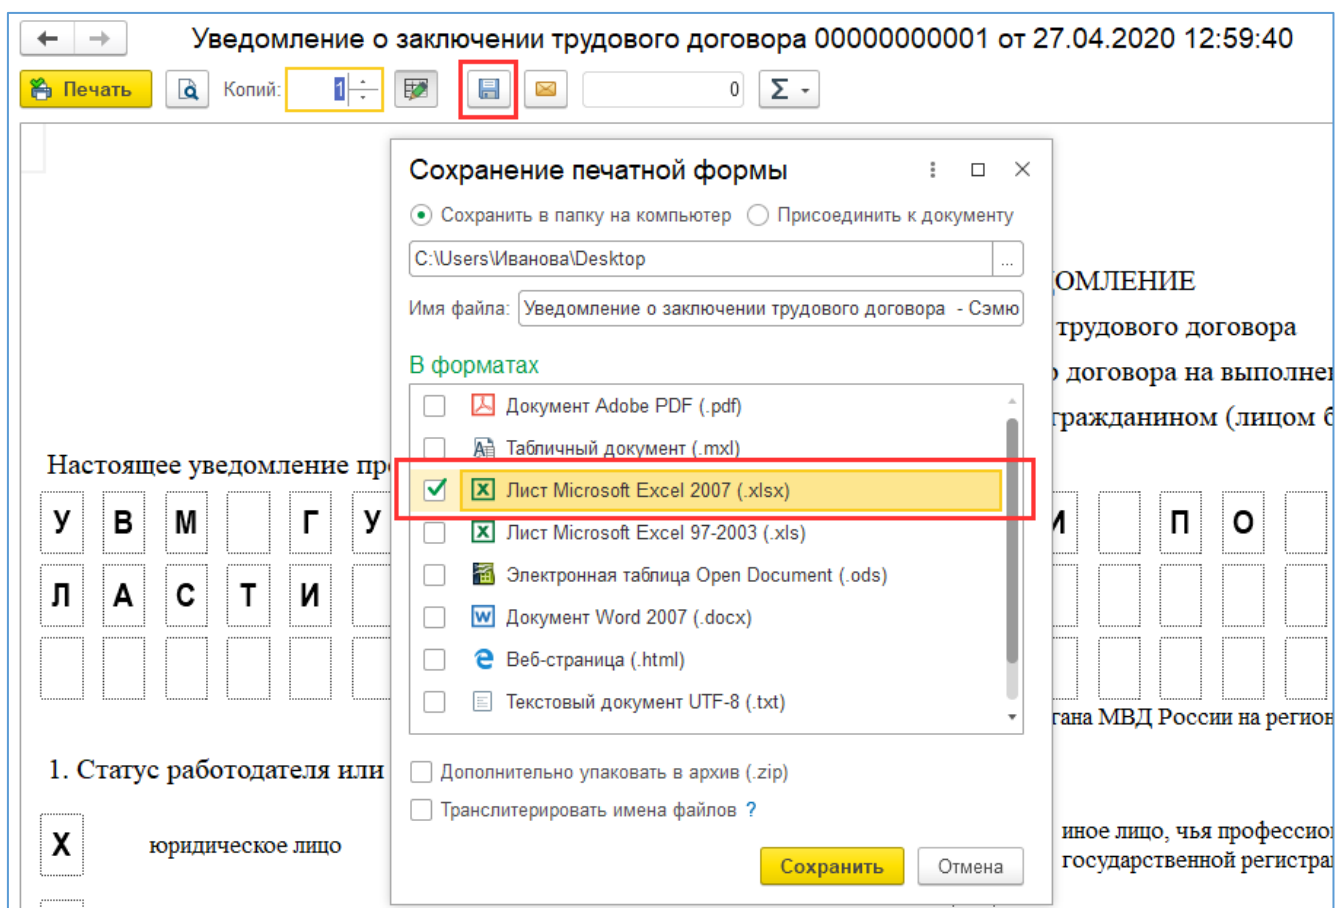 Уведомление о заключении трудового договора 00000000001 от 27.04.2020 12:59:40
Печать Копий: 1 0 Σ
Сохранение печатной формы
Сохранить в папку на компьютер Присоединить к документу
C:\Users\Иванова\Desktop ...
Имя файла: Уведомление о заключении трудового договора - Сэмю
В форматах
Документ Adobe PDF (.pdf)
Табличный документ (.mxl)
Лист Microsoft Excel 2007 (.xlsx)
Лист Microsoft Excel 97-2003 (.xls)
Электронная таблица Open Document (.ods)
Документ Word 2007 (.docx)
Веб-страница (.html)
Текстовый документ UTF-8 (.txt)
Дополнительно упаковать в архив (.zip)
Транслитерировать имена файлов ?
Сохранить Отмена
ОМЛЕНИЕ
трудового договора
договора на выполне
гражданином (лицом б
Настоящее уведомление пр
У В М Г У И П О
Л А С Т И
гана МВД России на регион
1. Статус работодателя или
Х юридическое лицо
иное лицо, чья профессио
государственной регистра